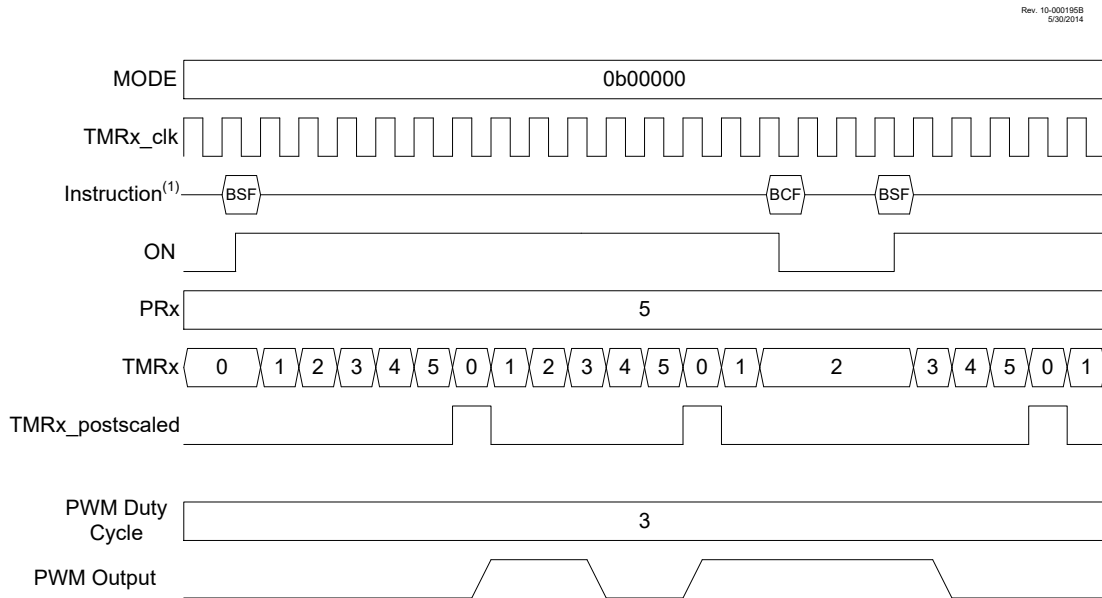 Rev. 10-000195B
5/30/2014
MODE 0b00000
TMRx_clk
Instruction(1) BSF BCF BSF
ON
PRx 5
TMRx 0 1 2 3 4 5 0 1 2 3 4 5 0 1 2 3 4 5 0 1
TMRx_postscaled
PWM Duty
Cycle 3
PWM Output